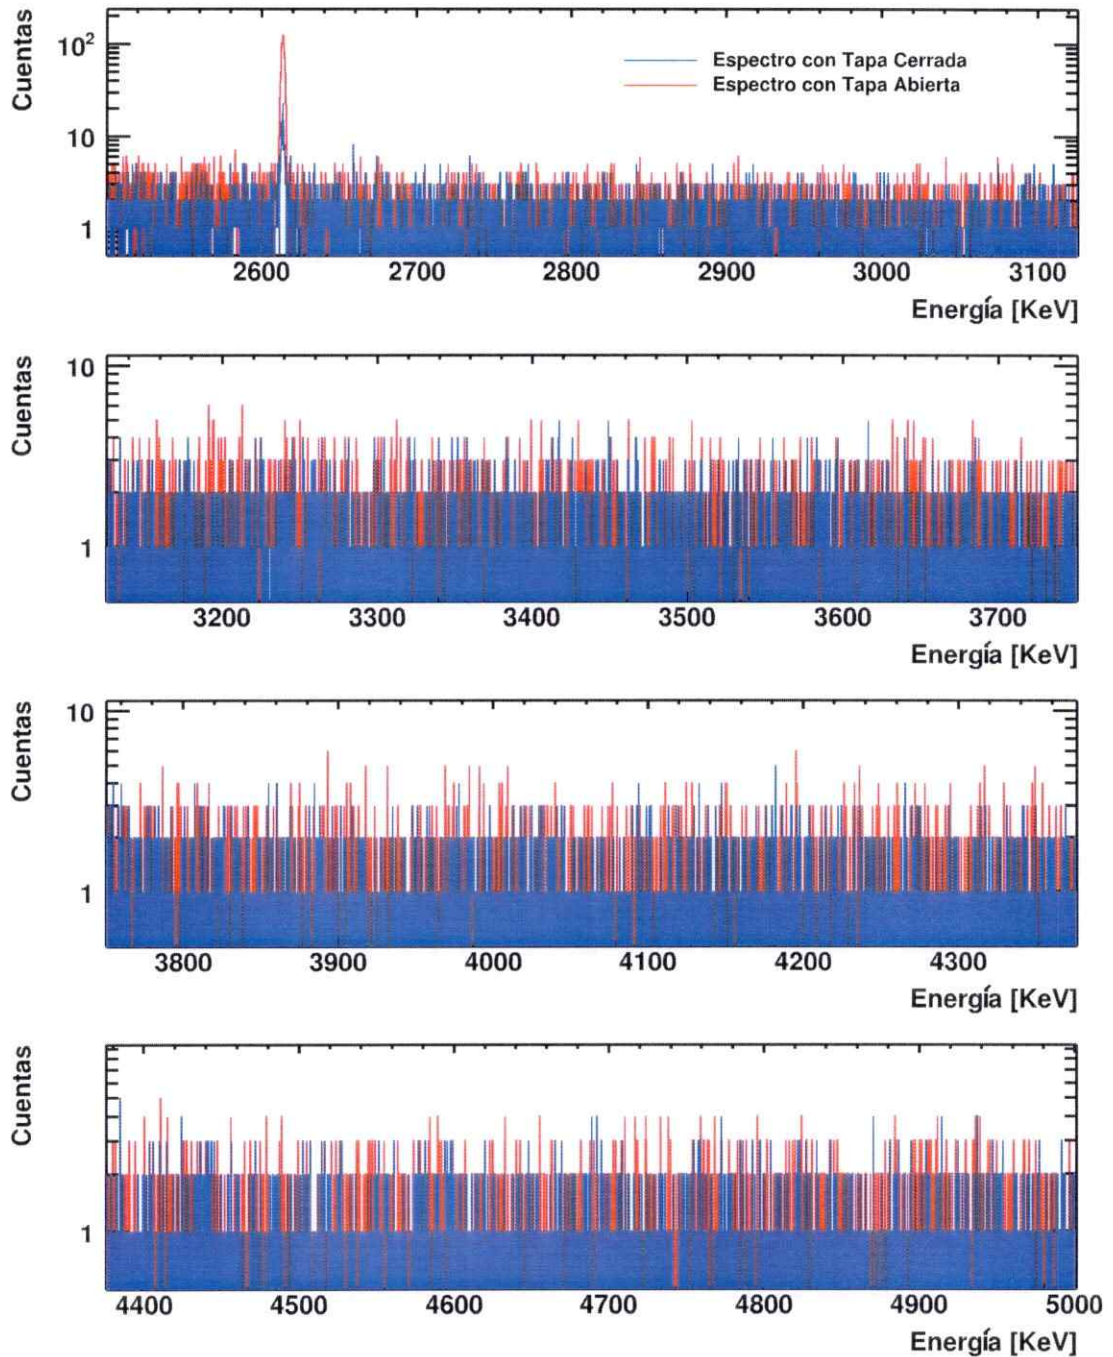 Cuentas
10²
10
1
Espectro con Tapa Cerrada
Espectro con Tapa Abierta
2600 2700 2800 2900 3000 3100
Energía [KeV]
Cuentas
10
1
3200 3300 3400 3500 3600 3700
Energía [KeV]
Cuentas
10
1
3800 3900 4000 4100 4200 4300
Energía [KeV]
Cuentas
1
4400 4500 4600 4700 4800 4900 5000
Energía [KeV]